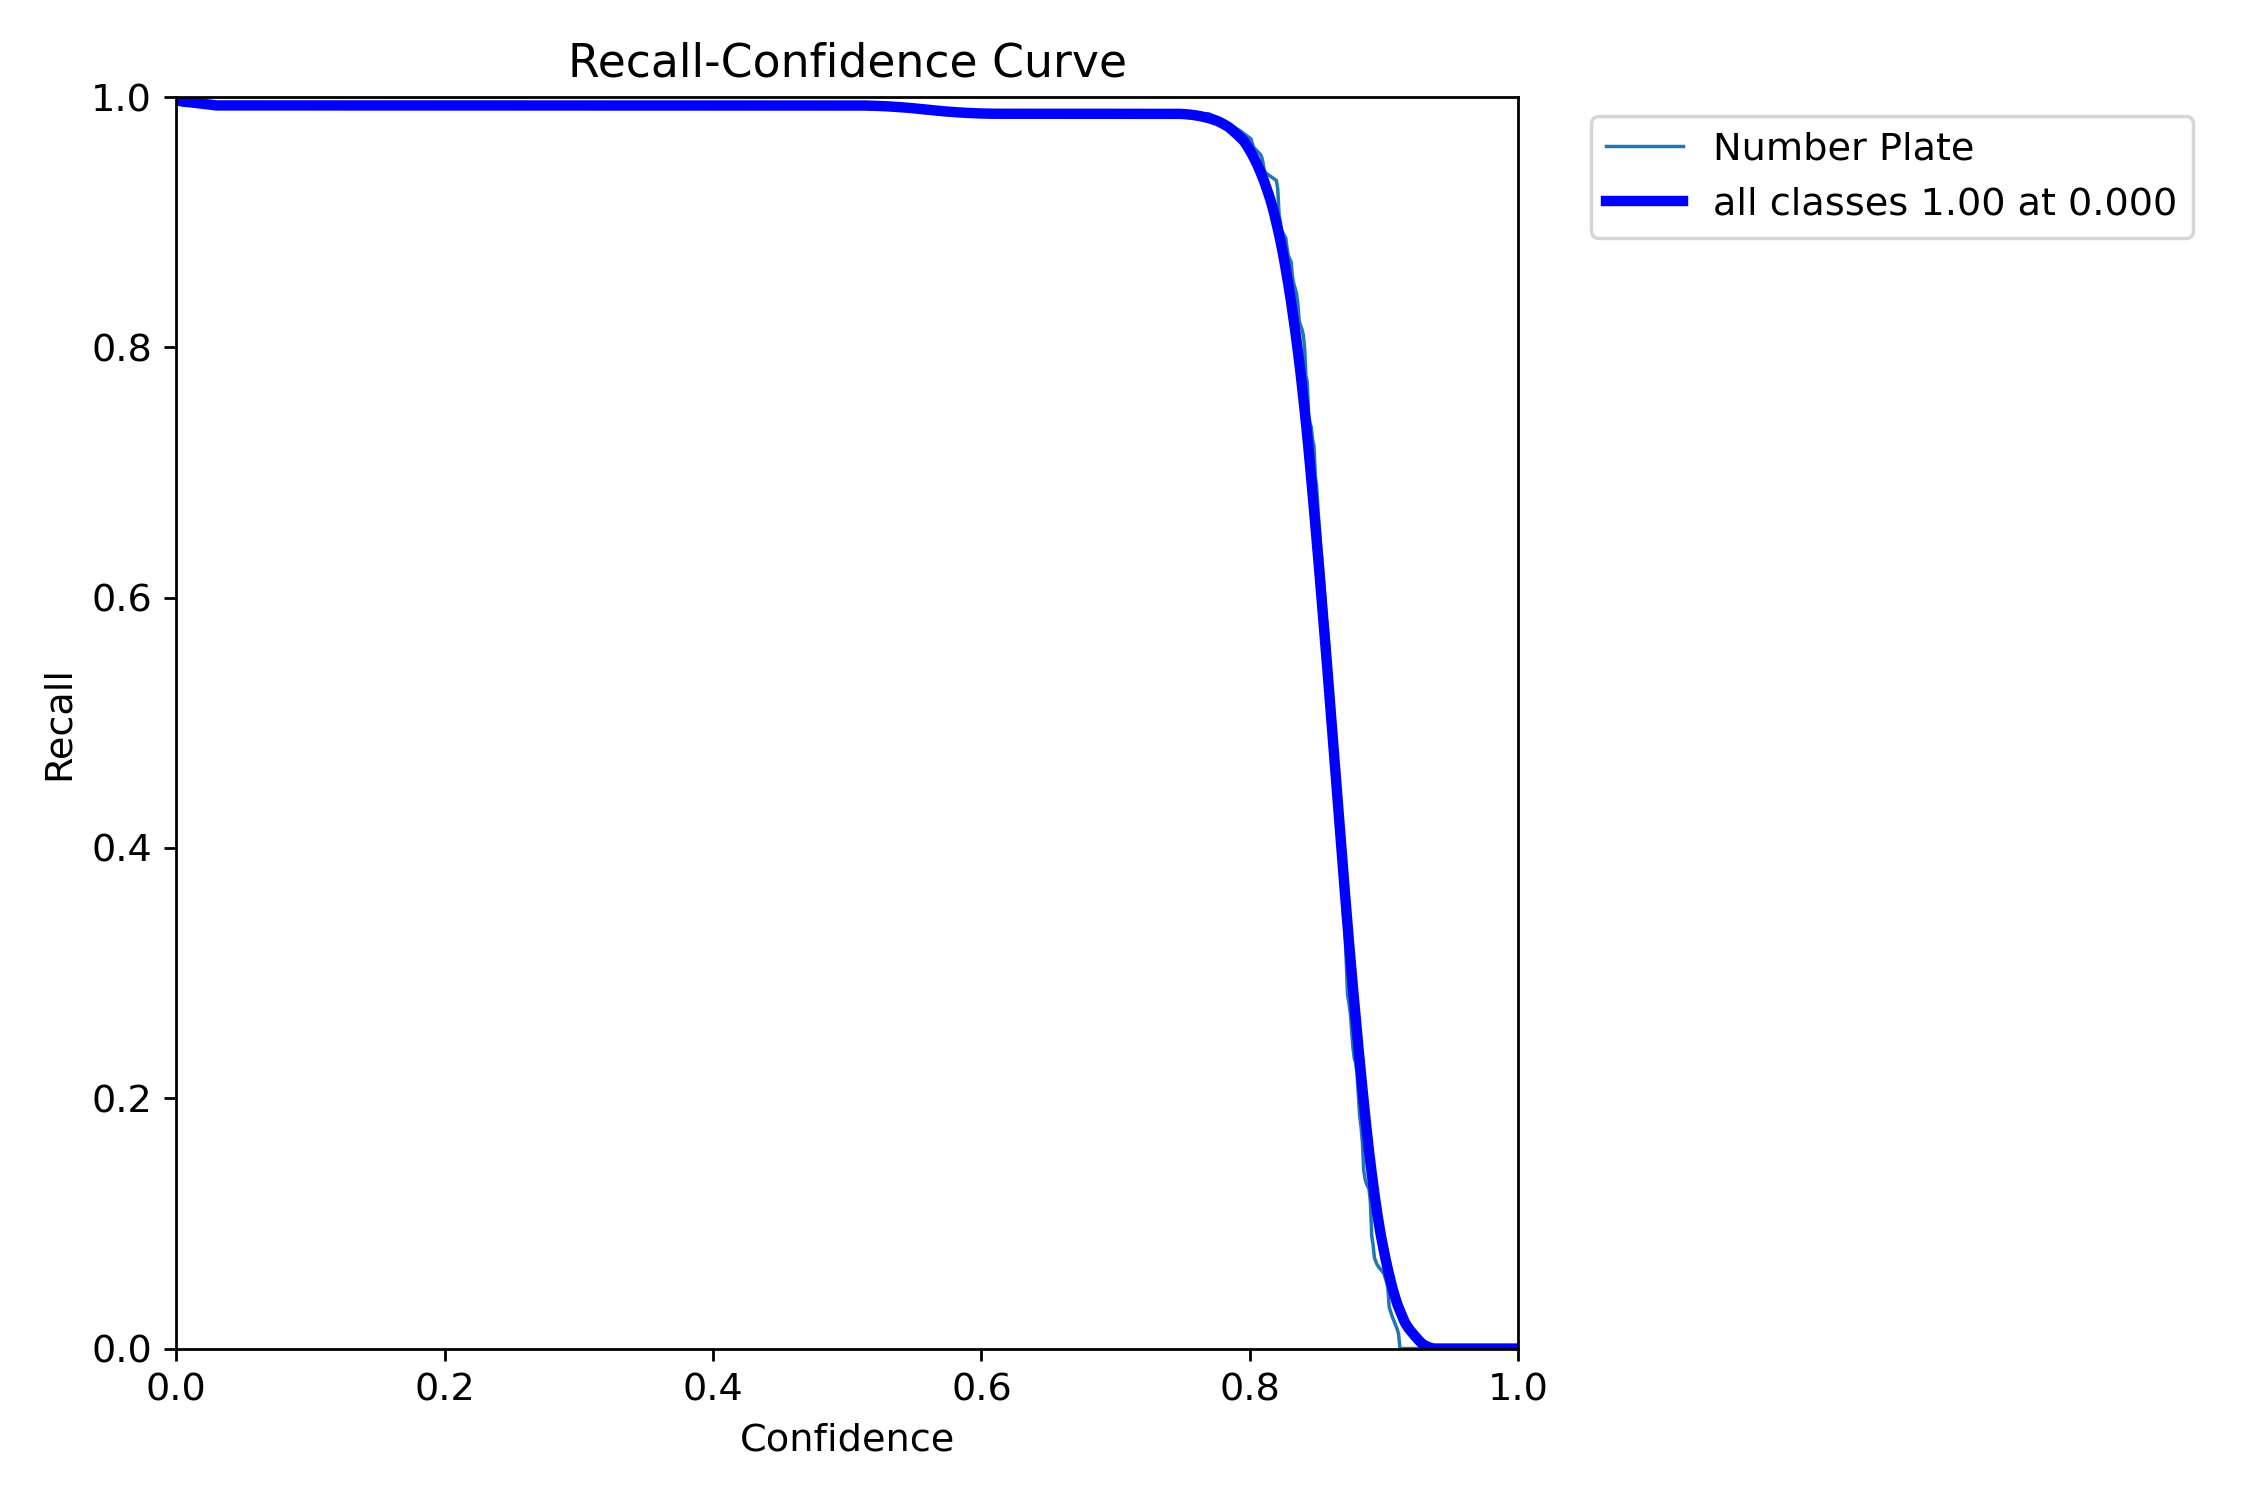 Recall-Confidence Curve
1.0
0.8
0.6
0.4
0.2
0.0
Recall
0.0 0.2 0.4 0.6 0.8 1.0
Confidence
Number Plate
all classes 1.00 at 0.000